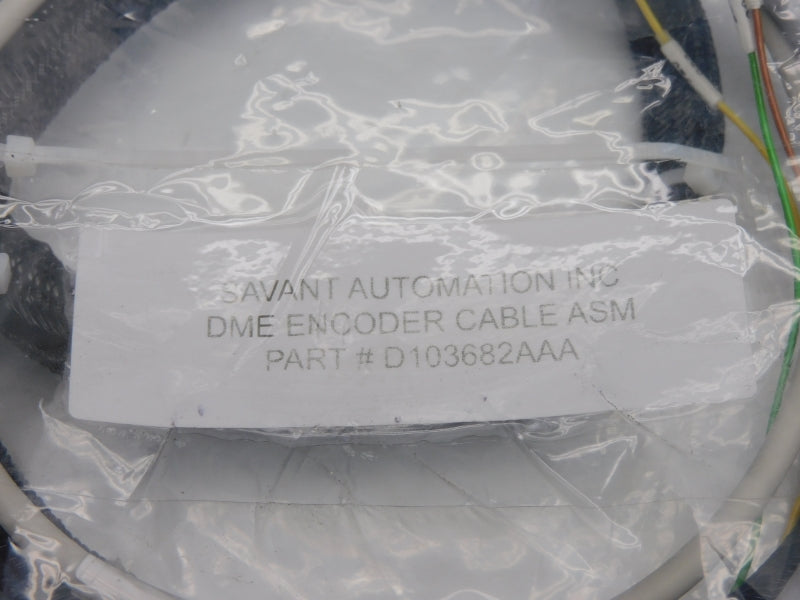 SAVANT AUTOMATION INC
DME ENCODER CABLE ASM
PART # D103682AAA